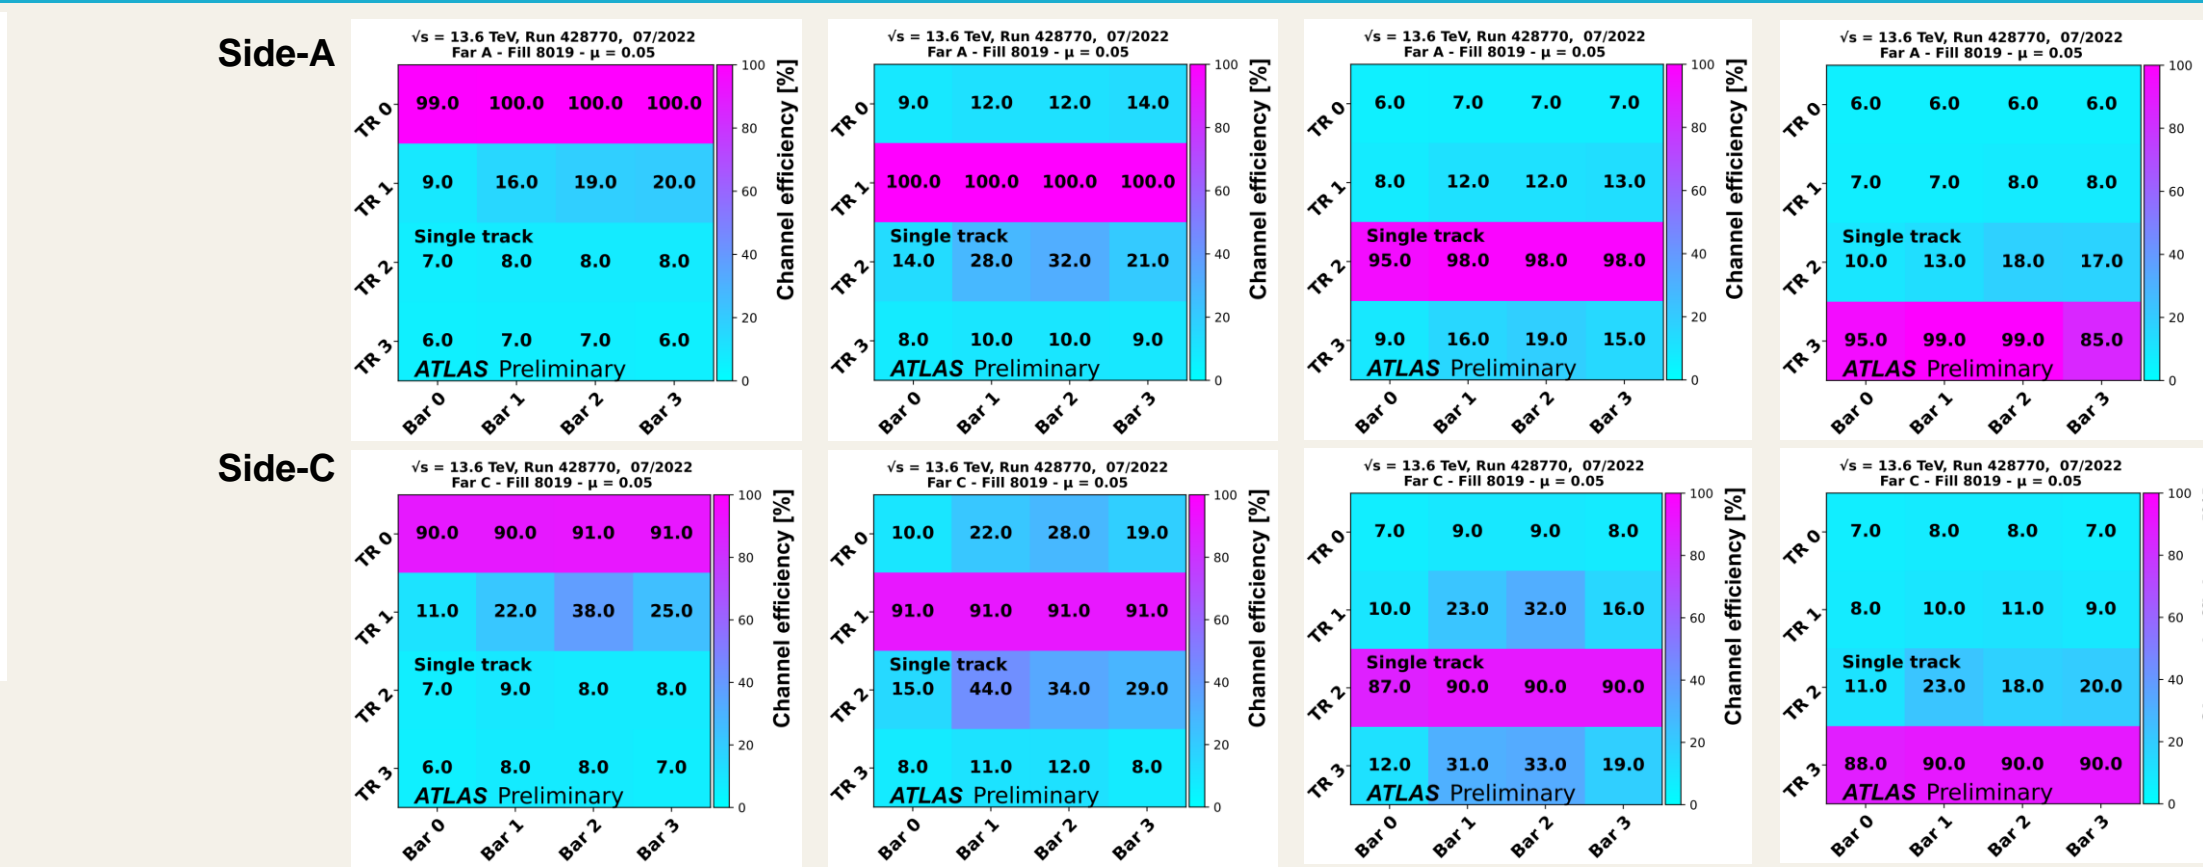 Side-A
√s = 13.6 TeV, Run 428770, 07/2022
Far A - Fill 8019 - μ = 0.05
TR 0 99.0 100.0 100.0 100.0
TR 1 9.0 16.0 19.0 20.0
Single track
TR 2 7.0 8.0 8.0 8.0
TR 3 6.0 7.0 7.0 6.0
ATLAS Preliminary
Bar 0 Bar 1 Bar 2 Bar 3
100
80
60
40
20
0
Channel efficiency [%]
√s = 13.6 TeV, Run 428770, 07/2022
Far A - Fill 8019 - μ = 0.05
TR 0 9.0 12.0 12.0 14.0
TR 1 100.0 100.0 100.0 100.0
Single track
TR 2 14.0 28.0 32.0 21.0
TR 3 8.0 10.0 10.0 9.0
ATLAS Preliminary
Bar 0 Bar 1 Bar 2 Bar 3
100
80
60
40
20
0
Channel efficiency [%]
√s = 13.6 TeV, Run 428770, 07/2022
Far A - Fill 8019 - μ = 0.05
TR 0 6.0 7.0 7.0 7.0
TR 1 8.0 12.0 12.0 13.0
Single track
TR 2 95.0 98.0 98.0 98.0
TR 3 9.0 16.0 19.0 15.0
ATLAS Preliminary
Bar 0 Bar 1 Bar 2 Bar 3
100
80
60
40
20
0
Channel efficiency [%]
√s = 13.6 TeV, Run 428770, 07/2022
Far A - Fill 8019 - μ = 0.05
TR 0 6.0 6.0 6.0 6.0
TR 1 7.0 7.0 8.0 8.0
Single track
TR 2 10.0 13.0 18.0 17.0
TR 3 95.0 99.0 99.0 85.0
ATLAS Preliminary
Bar 0 Bar 1 Bar 2 Bar 3
100
80
60
40
20
0
Side-C
√s = 13.6 TeV, Run 428770, 07/2022
Far C - Fill 8019 - μ = 0.05
TR 0 90.0 90.0 91.0 91.0
TR 1 11.0 22.0 38.0 25.0
Single track
TR 2 7.0 9.0 8.0 8.0
TR 3 6.0 8.0 8.0 7.0
ATLAS Preliminary
Bar 0 Bar 1 Bar 2 Bar 3
100
80
60
40
20
0
Channel efficiency [%]
√s = 13.6 TeV, Run 428770, 07/2022
Far C - Fill 8019 - μ = 0.05
TR 0 10.0 22.0 28.0 19.0
TR 1 91.0 91.0 91.0 91.0
Single track
TR 2 15.0 44.0 34.0 29.0
TR 3 8.0 11.0 12.0 8.0
ATLAS Preliminary
Bar 0 Bar 1 Bar 2 Bar 3
100
80
60
40
20
0
Channel efficiency [%]
√s = 13.6 TeV, Run 428770, 07/2022
Far C - Fill 8019 - μ = 0.05
TR 0 7.0 9.0 9.0 8.0
TR 1 10.0 23.0 32.0 16.0
Single track
TR 2 87.0 90.0 90.0 90.0
TR 3 12.0 31.0 33.0 19.0
ATLAS Preliminary
Bar 0 Bar 1 Bar 2 Bar 3
100
80
60
40
20
0
Channel efficiency [%]
√s = 13.6 TeV, Run 428770, 07/2022
Far C - Fill 8019 - μ = 0.05
TR 0 7.0 8.0 8.0 7.0
TR 1 8.0 10.0 11.0 9.0
Single track
TR 2 11.0 23.0 18.0 20.0
TR 3 88.0 90.0 90.0 90.0
ATLAS Preliminary
Bar 0 Bar 1 Bar 2 Bar 3
100
80
60
40
20
0